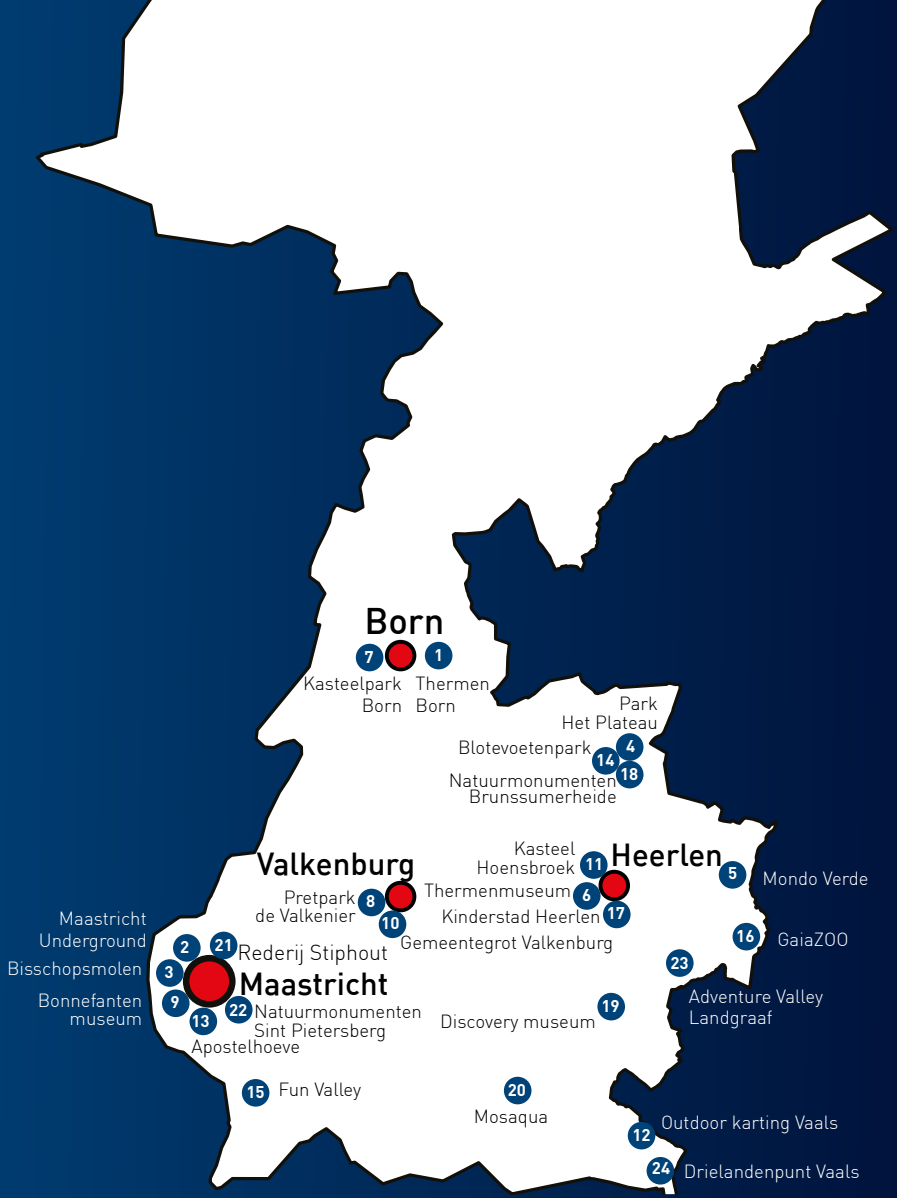 Born
7
1
Kasteelpark
Born
Thermen
Born
Park
Het Plateau
Blotevoetenpark
4
14
18
Natuurmonumenten
Brunssumerheide
Kasteel
Hoensbroek
11
Heerlen
5
Mondo Verde
Valkenburg
Thermenmuseum
6
Pretpark
de Valkenier
8
10
Kinderstad Heerlen
17
Gemeentegrot Valkenburg
16
GaiaZOO
Maastricht
Underground
2
21
Rederij Stiphout
23
Bisschopsmolen
3
Maastricht
Adventure Valley
Landgraaf
Bonnefanten
museum
9
13
22
Natuurmonumenten
Sint Pietersberg
Apostelhoeve
Discovery museum
19
15
Fun Valley
20
Mosaqua
12
Outdoor karting Vaals
24
Drielandenpunt Vaals